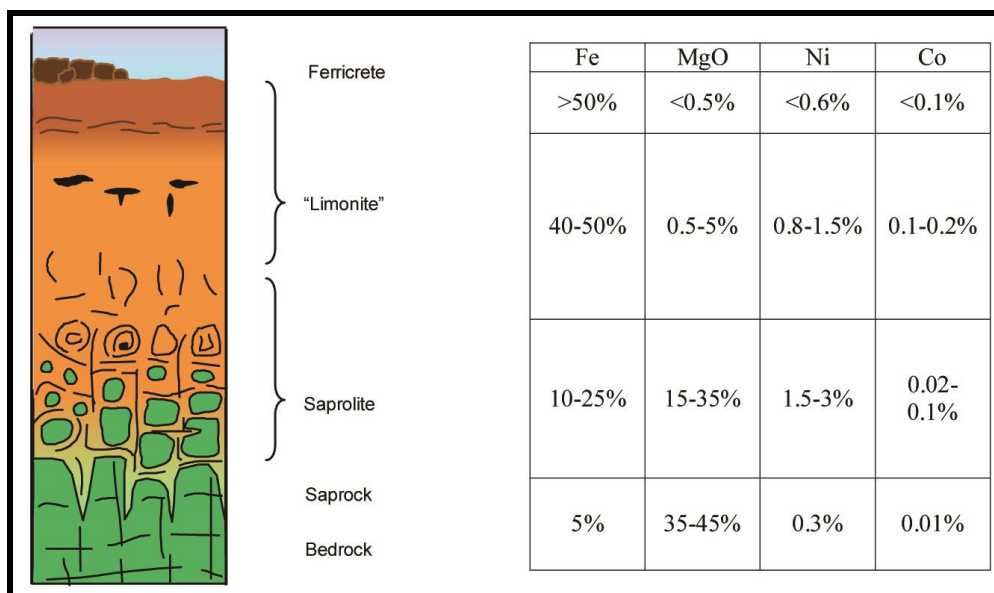 Ferricrete
“Limonite”
Saprolite
Saprock
Bedrock
Fe MgO Ni Co
>50% <0.5% <0.6% <0.1%
40-50% 0.5-5% 0.8-1.5% 0.1-0.2%
10-25% 15-35% 1.5-3% 0.02-
0.1%
5% 35-45% 0.3% 0.01%